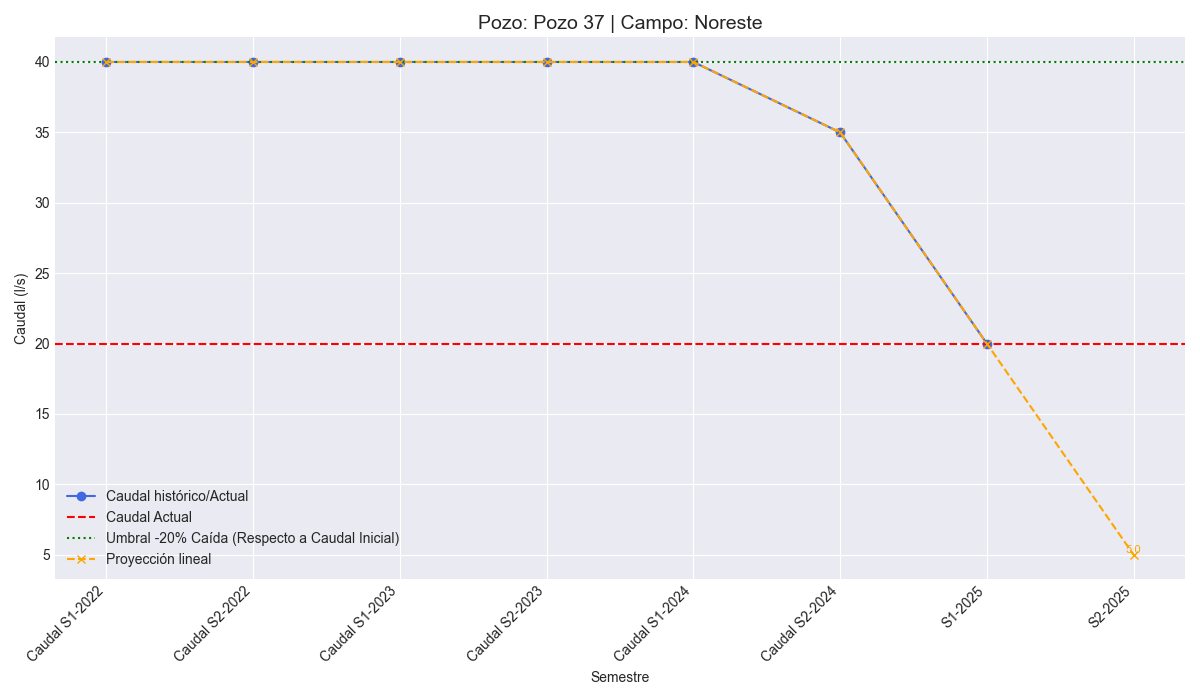 Pozo: Pozo 37 | Campo: Noreste
Caudal (l/s)
40
35
30
25
20
15
10
5
Caudal histórico/Actual
Caudal Actual
Umbral -20% Caída (Respecto a Caudal Inicial)
Proyección lineal
5.0
Caudal S1-2022
Caudal S2-2022
Caudal S1-2023
Caudal S2-2023
Caudal S1-2024
Caudal S2-2024
S1-2025
S2-2025
Semestre